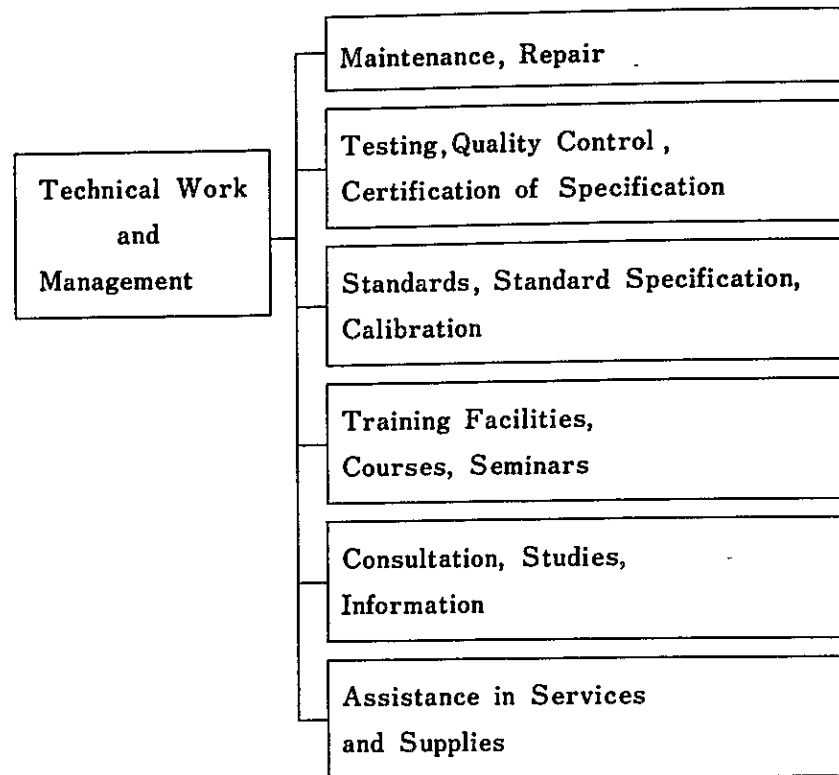 Technical Work
and
Management
Maintenance, Repair
Testing, Quality Control,
Certification of Specification
Standards, Standard Specification,
Calibration
Training Facilities,
Courses, Seminars
Consultation, Studies,
Information
Assistance in Services
and Supplies